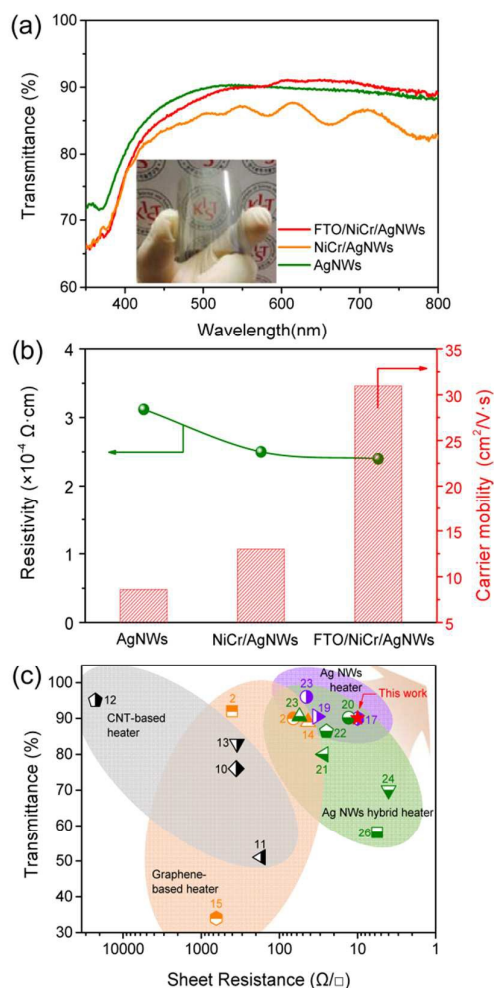 (a)
100
90
80
70
60
Transmittance (%)
FTO/NiCr/AgNWs
NiCr/AgNWs
AgNWs
400 500 600 700 800
Wavelength(nm)
(b)
4
3
2
1
0
Resistivity (×10⁻⁴ Ω·cm)
35
30
25
20
15
10
5
Carrier mobility (cm²/V·s)
AgNWs NiCr/AgNWs FTO/NiCr/AgNWs
(c)
100
90
80
70
60
50
40
30
Transmittance (%)
Ag NWs
heater
This work
12
CNT-based
heater
2
23
23
19
20
17
14
22
13
10
21
24
Ag NWs hybrid heater
26
11
Graphene-
based heater
15
10000 1000 100 10 1
Sheet Resistance (Ω/□)